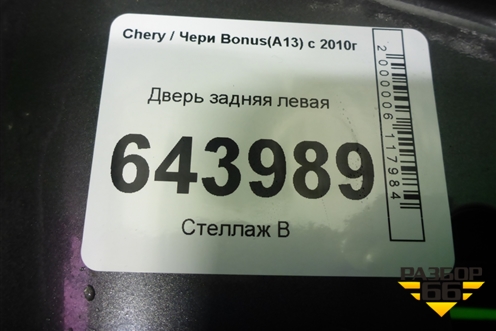 Chery / Чери Bonus(A13) с 2010г
Дверь задняя левая
643989
Стеллаж В
2000006117984
РАЗБОР
66